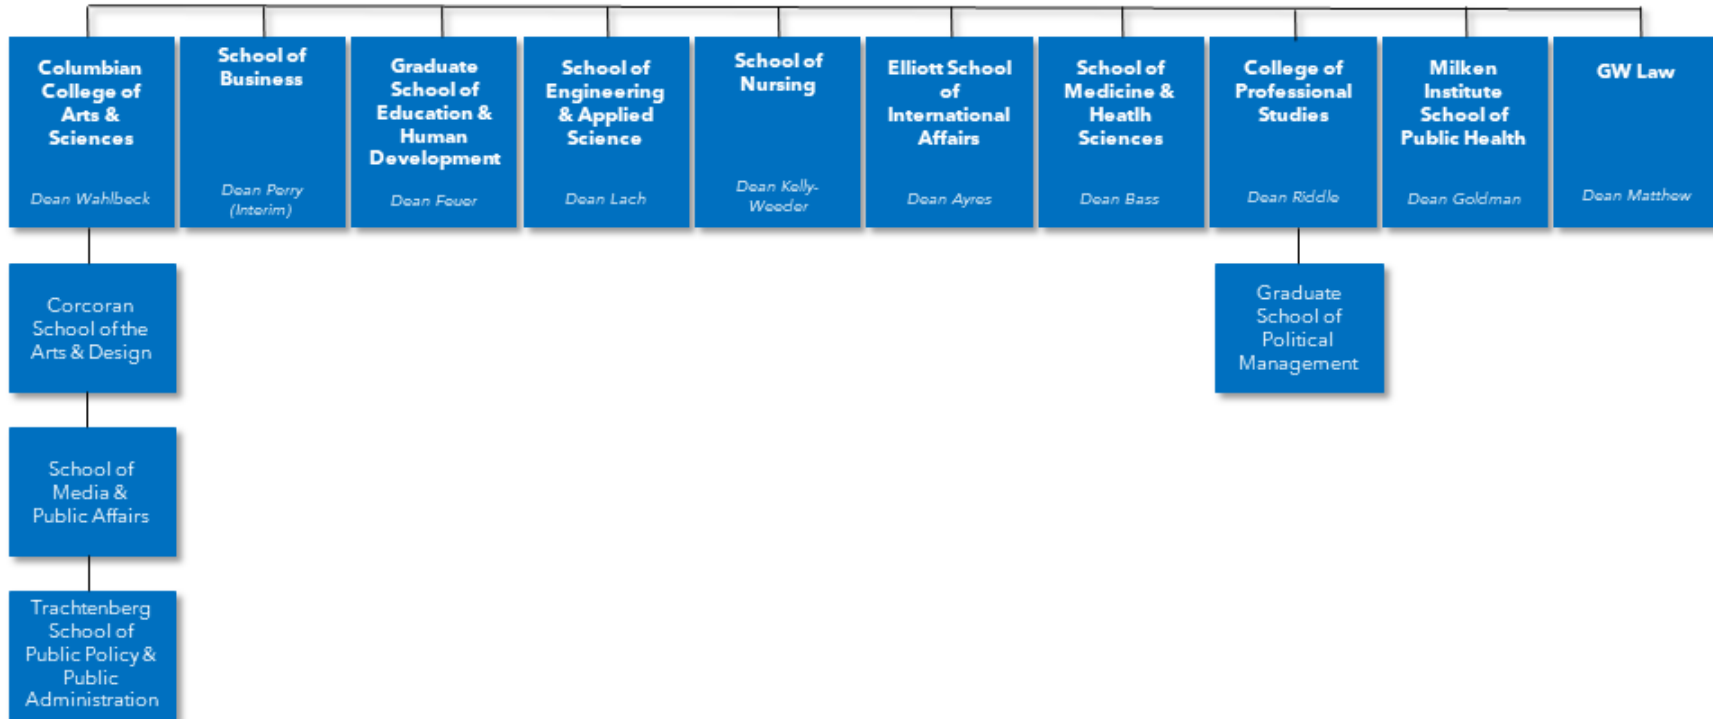 Columbian
College of
Arts &
Sciences
Dean Wahlbeck
School of
Business
Dean Perry
(Interim)
Graduate
School of
Education &
Human
Development
Dean Feuer
School of
Engineering
& Applied
Science
Dean Lach
School of
Nursing
Dean Kelly-
Weeder
Elliott School
of
International
Affairs
Dean Ayres
School of
Medicine &
Heatlh
Sciences
Dean Bass
College of
Professional
Studies
Dean Riddle
Milken
Institute
School of
Public Health
Dean Goldman
GW Law
Dean Matthew
Corcoran
School of the
Arts & Design
Graduate
School of
Political
Management
School of
Media &
Public Affairs
Trachtenberg
School of
Public Policy &
Public
Administration